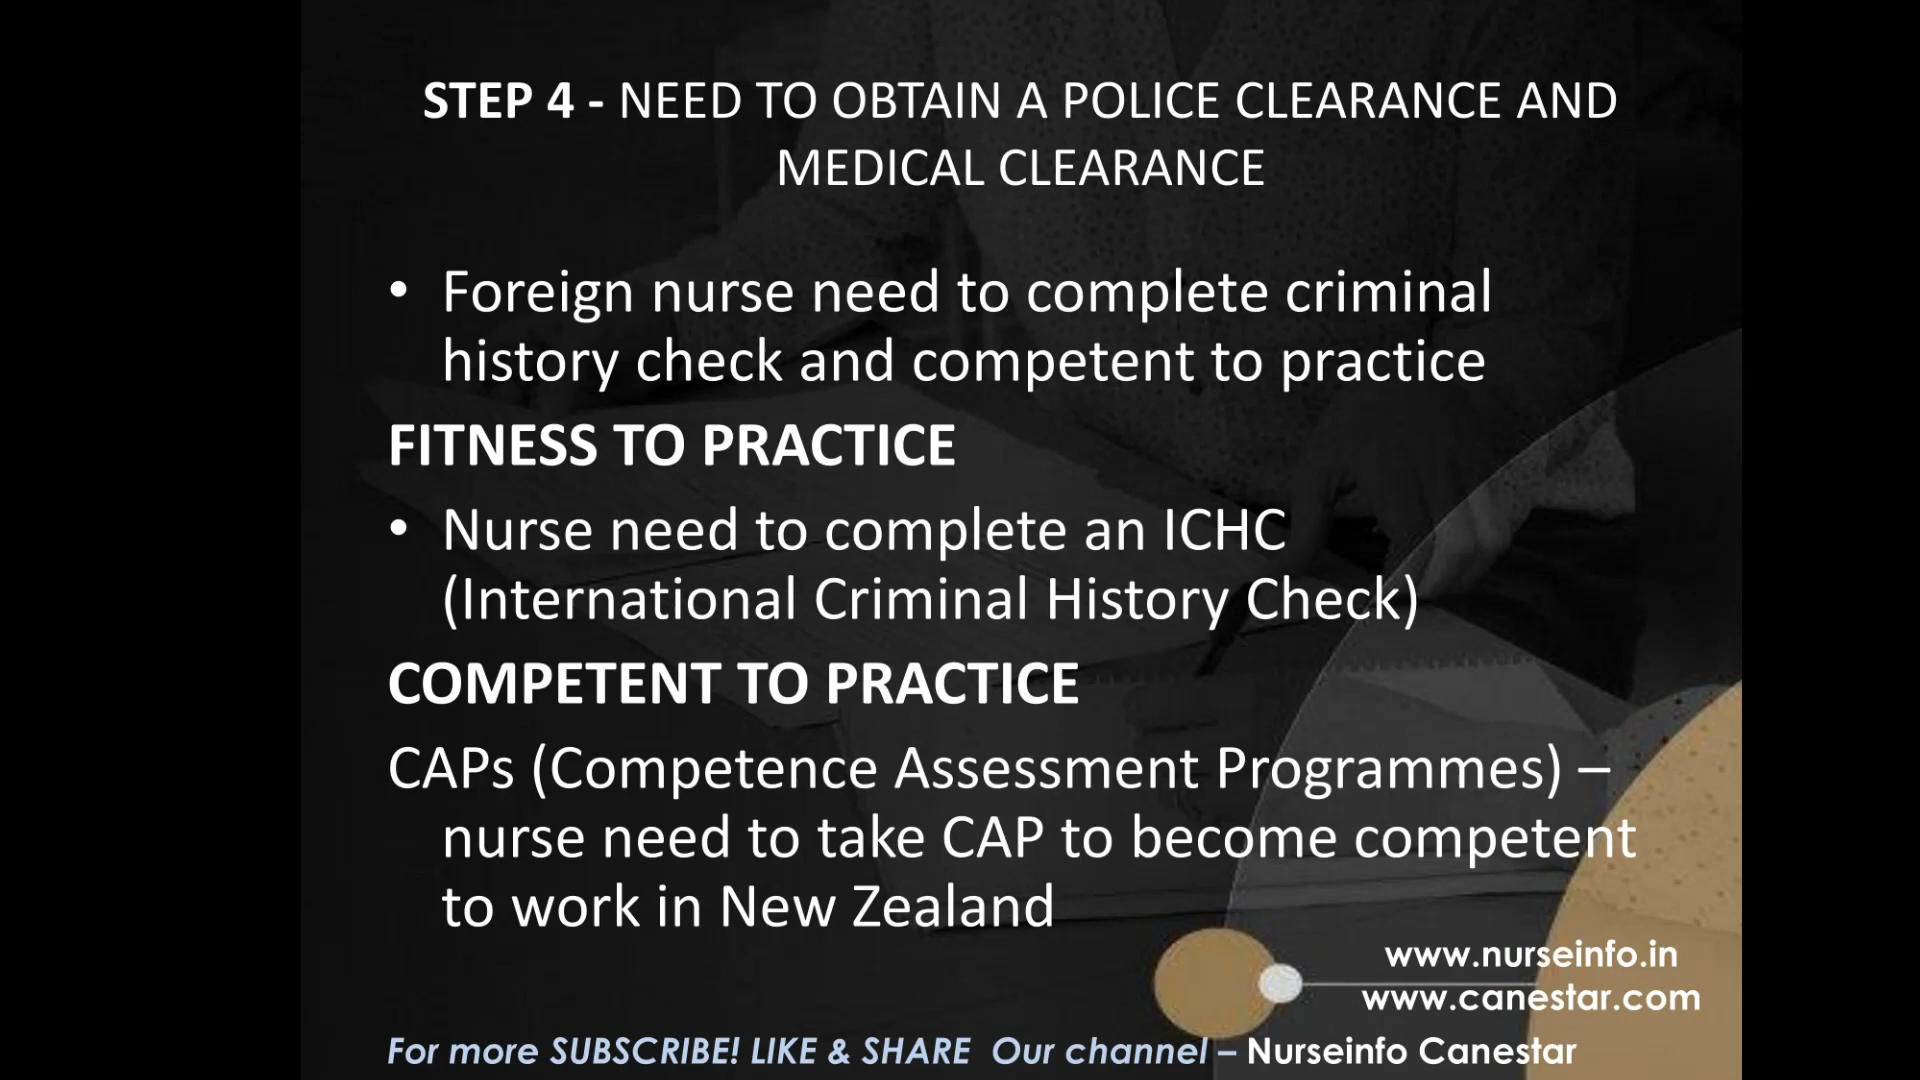 STEP 4 - NEED TO OBTAIN A POLICE CLEARANCE AND
MEDICAL CLEARANCE
• Foreign nurse need to complete criminal
history check and competent to practice
FITNESS TO PRACTICE
• Nurse need to complete an ICHC
(International Criminal History Check)
COMPETENT TO PRACTICE
CAPs (Competence Assessment Programmes) –
nurse need to take CAP to become competent
to work in New Zealand
www.nurseinfo.in
www.canestar.com
For more SUBSCRIBE! LIKE & SHARE Our channel – Nurseinfo Canestar